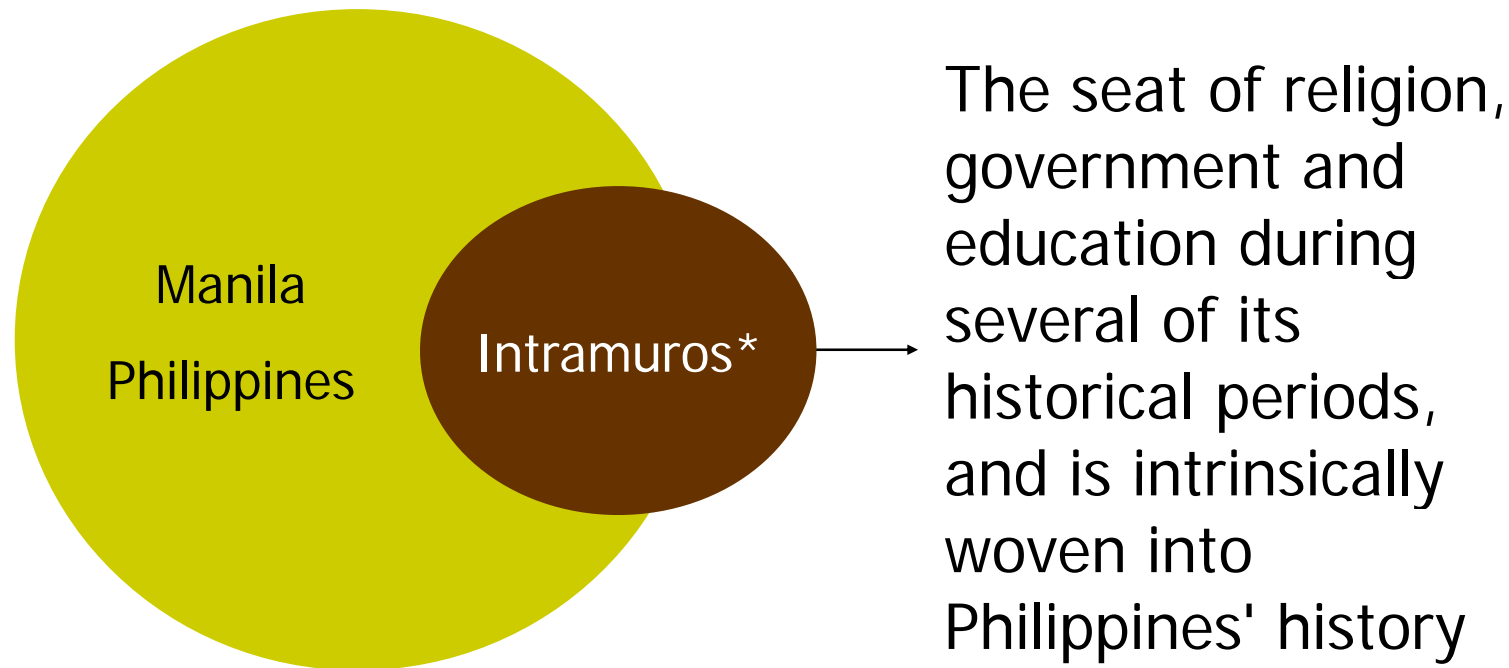 Manila
Philippines
Intramuros*
The seat of religion,
government and
education during
several of its
historical periods,
and is intrinsically
woven into
Philippines' history